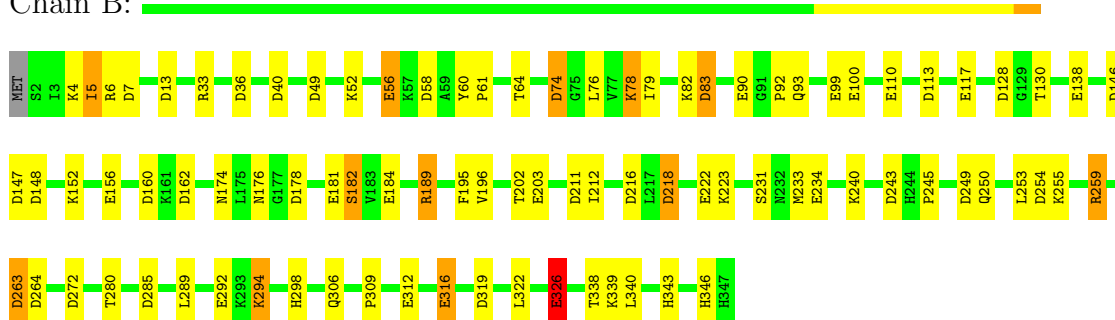 Chain B:
MET S2 I3 K4 I5 R6 D7 D13 R33 D36 D40 D49 K52 E56 K57 D58 A59 Y60 P61 T64 D74 G75 L76 V77 K78 I79 K82 D83 E90 G91 P92 Q93 E99 E100 E110 D113 E117 D128 G129 T130 E138 D146
D147 D148 K152 E156 D160 K161 D162 N174 L175 N176 G177 D178 E181 S182 V183 E184 R189 F195 V196 T202 E203 D211 I212 D216 L217 D218 E222 K223 S231 N232 M233 E234 K240 D243 H244 P245 D249 Q250 L253 D254 K255 R259
D263 D264 D272 T280 D285 L289 E292 K293 K294 H298 Q306 P309 E312 E316 D319 L322 E326 T338 K339 L340 H343 H346 H347